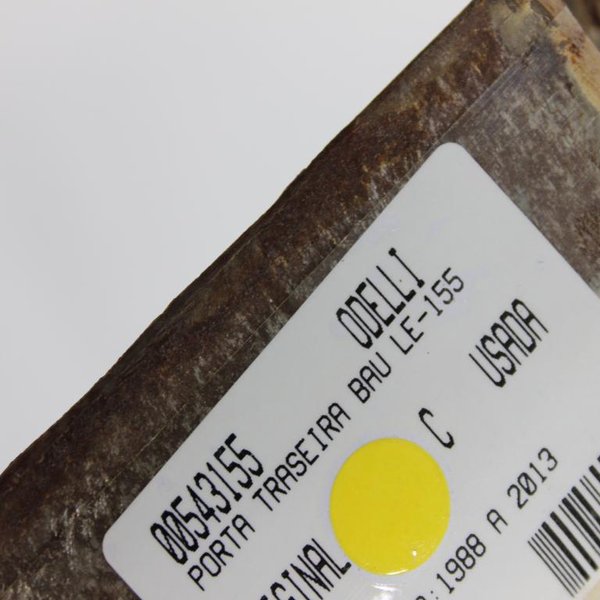 ODELLI
00543155
PORTA TRASEIRA BAU LE-155
C USADA
:1988 A 2013